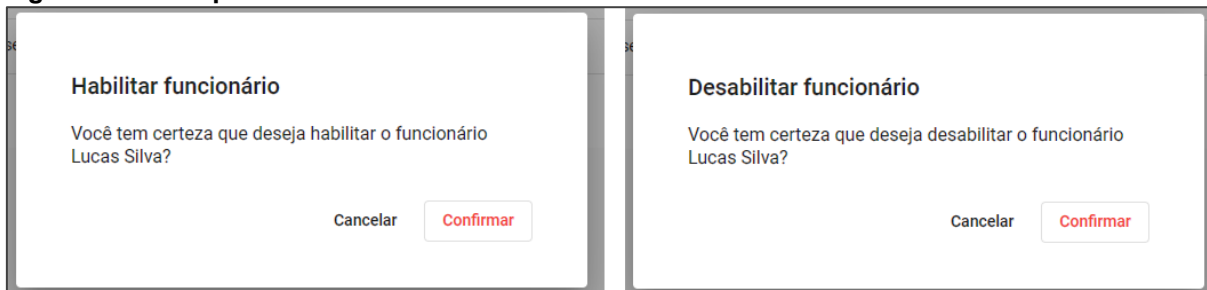 Habilitar funcionário
Você tem certeza que deseja habilitar o funcionário
Lucas Silva?
Cancelar
Confirmar
Desabilitar funcionário
Você tem certeza que deseja desabilitar o funcionário
Lucas Silva?
Cancelar
Confirmar